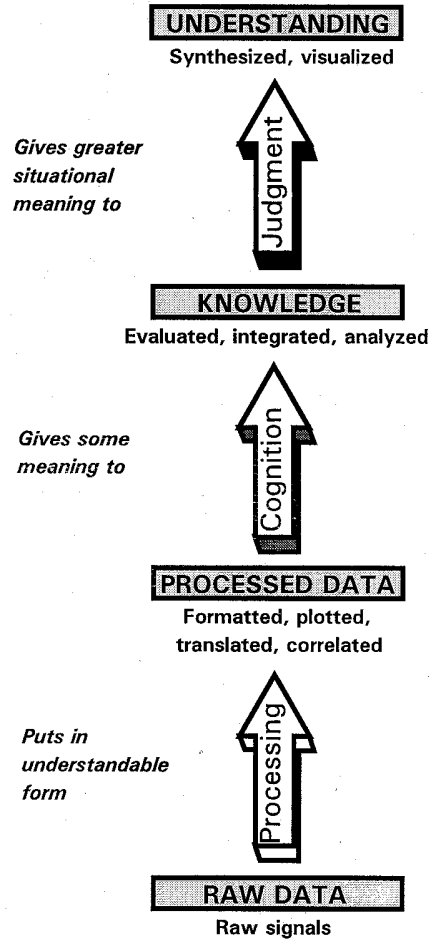 UNDERSTANDING
Synthesized, visualized
Gives greater
situational
meaning to
Judgment
KNOWLEDGE
Evaluated, integrated, analyzed
Gives some
meaning to
Cognition
PROCESSED DATA
Formatted, plotted,
translated, correlated
Puts in
understandable
form
Processing
RAW DATA
Raw signals